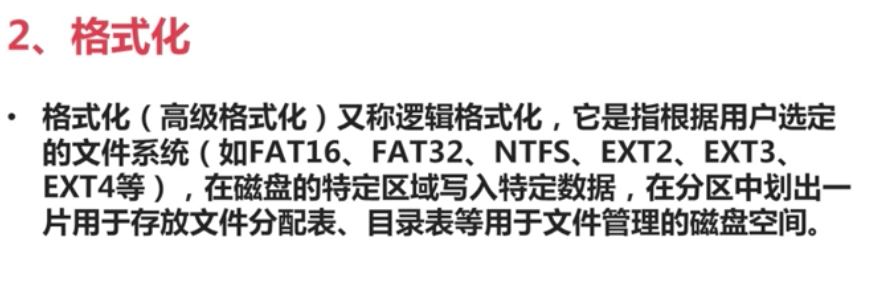 2、格式化
• 格式化（高级格式化）又称逻辑格式化，它是指根据用户选定
的文件系统（如FAT16、FAT32、NTFS、EXT2、EXT3、
EXT4等），在磁盘的特定区域写入特定数据，在分区中划出一
片用于存放文件分配表、目录表等用于文件管理的磁盘空间。